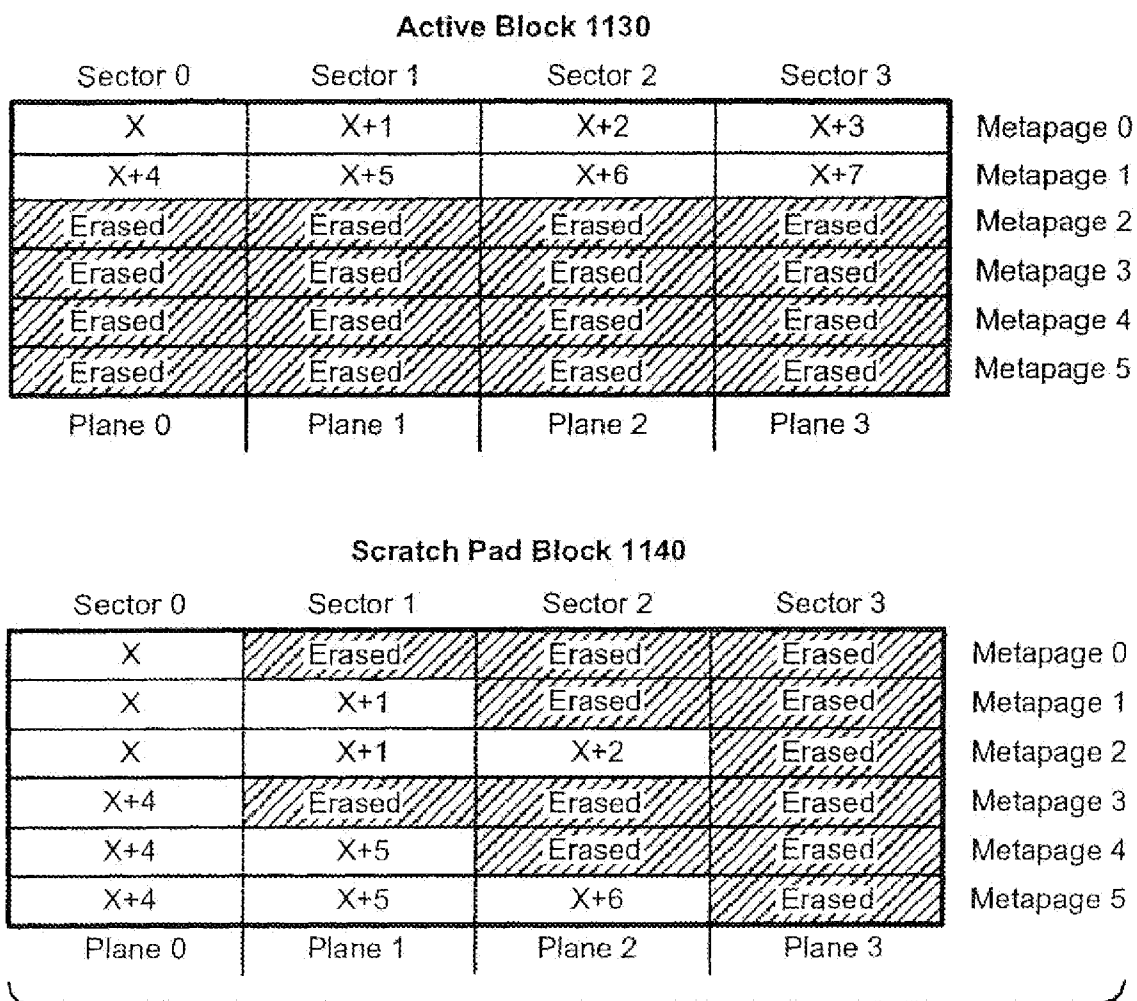 Active Block 1130
Sector 0 Sector 1 Sector 2 Sector 3
X X+1 X+2 X+3 Metapage 0
X+4 X+5 X+6 X+7 Metapage 1
Erased Erased Erased Erased Metapage 2
Erased Erased Erased Erased Metapage 3
Erased Erased Erased Erased Metapage 4
Erased Erased Erased Erased Metapage 5
Plane 0 Plane 1 Plane 2 Plane 3
Scratch Pad Block 1140
Sector 0 Sector 1 Sector 2 Sector 3
X Erased Erased Erased Metapage 0
X X+1 Erased Erased Metapage 1
X X+1 X+2 Erased Metapage 2
X+4 Erased Erased Erased Metapage 3
X+4 X+5 Erased Erased Metapage 4
X+4 X+5 X+6 Erased Metapage 5
Plane 0 Plane 1 Plane 2 Plane 3